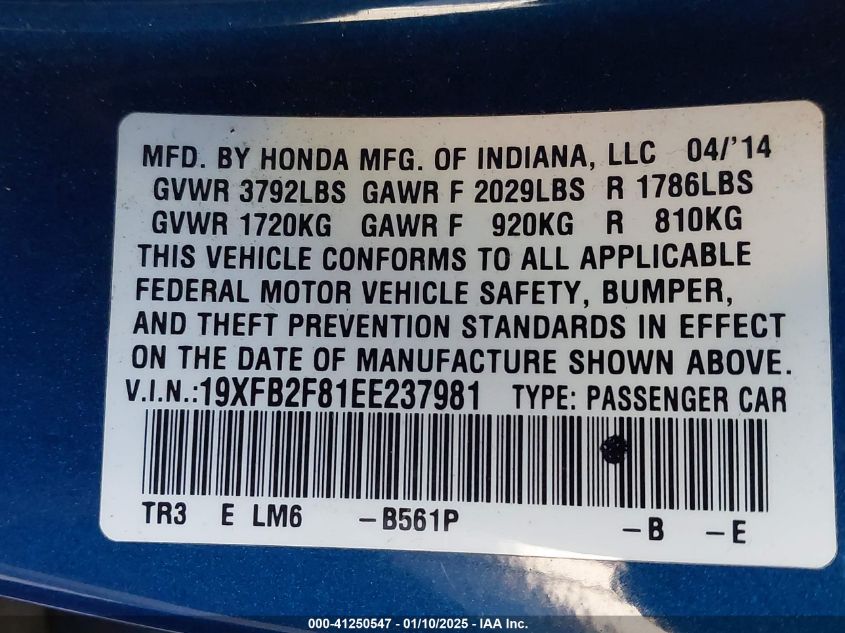 MFD. BY HONDA MFG. OF INDIANA, LLC 04/'14
GVWR 3792LBS GAWR F 2029LBS R 1786LBS
GVWR 1720KG GAWR F 920KG R 810KG
THIS VEHICLE CONFORMS TO ALL APPLICABLE
FEDERAL MOTOR VEHICLE SAFETY, BUMPER,
AND THEFT PREVENTION STANDARDS IN EFFECT
ON THE DATE OF MANUFACTURE SHOWN ABOVE.
V.I.N.:19XFB2F81EE237981 TYPE: PASSENGER CAR
TR3 E LM6 -B561P -B -E
000-41250547 - 01/10/2025 - IAA Inc.